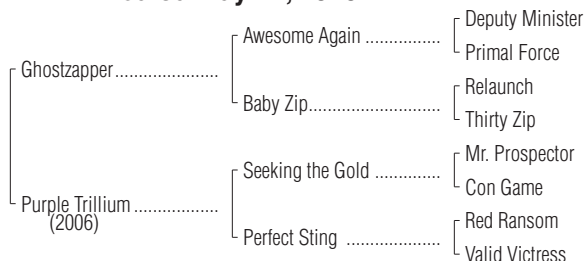 Deputy Minister
Awesome Again ...............
Primal Force
Ghostzapper.....................
Relaunch
Baby Zip...........................
Thirty Zip
Mr. Prospector
Seeking the Gold ...............
Con Game
Purple Trillium .................
(2006)
Red Ransom
Perfect Sting ...................
Valid Victress